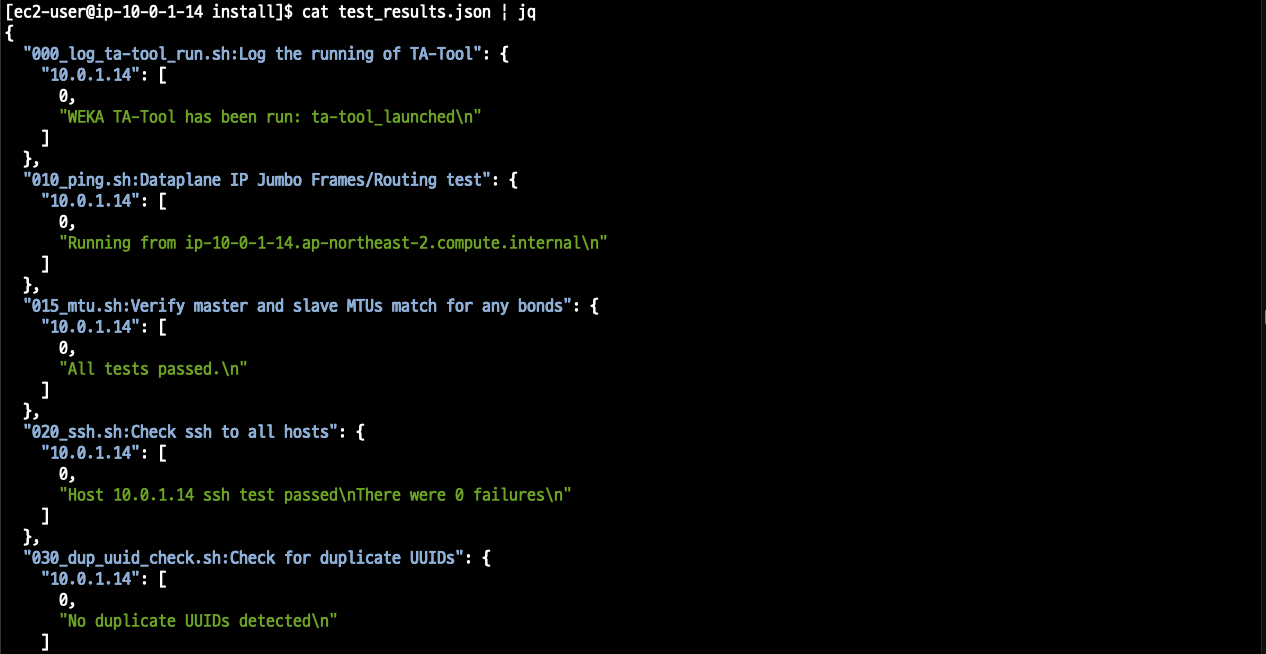 [ec2-user@ip-10-0-1-14 install]$ cat test_results.json | jq
{
  "000_log_ta-tool_run.sh:Log the running of TA-Tool": {
    "10.0.1.14": [
      0,
      "WEKA TA-Tool has been run: ta-tool_launched\n"
    ]
  },
  "010_ping.sh:Dataplane IP Jumbo Frames/Routing test": {
    "10.0.1.14": [
      0,
      "Running from ip-10-0-1-14.ap-northeast-2.compute.internal\n"
    ]
  },
  "015_mtu.sh:Verify master and slave MTUs match for any bonds": {
    "10.0.1.14": [
      0,
      "All tests passed.\n"
    ]
  },
  "020_ssh.sh:Check ssh to all hosts": {
    "10.0.1.14": [
      0,
      "Host 10.0.1.14 ssh test passed\nThere were 0 failures\n"
    ]
  },
  "030_dup_uuid_check.sh:Check for duplicate UUIDs": {
    "10.0.1.14": [
      0,
      "No duplicate UUIDs detected\n"
    ]